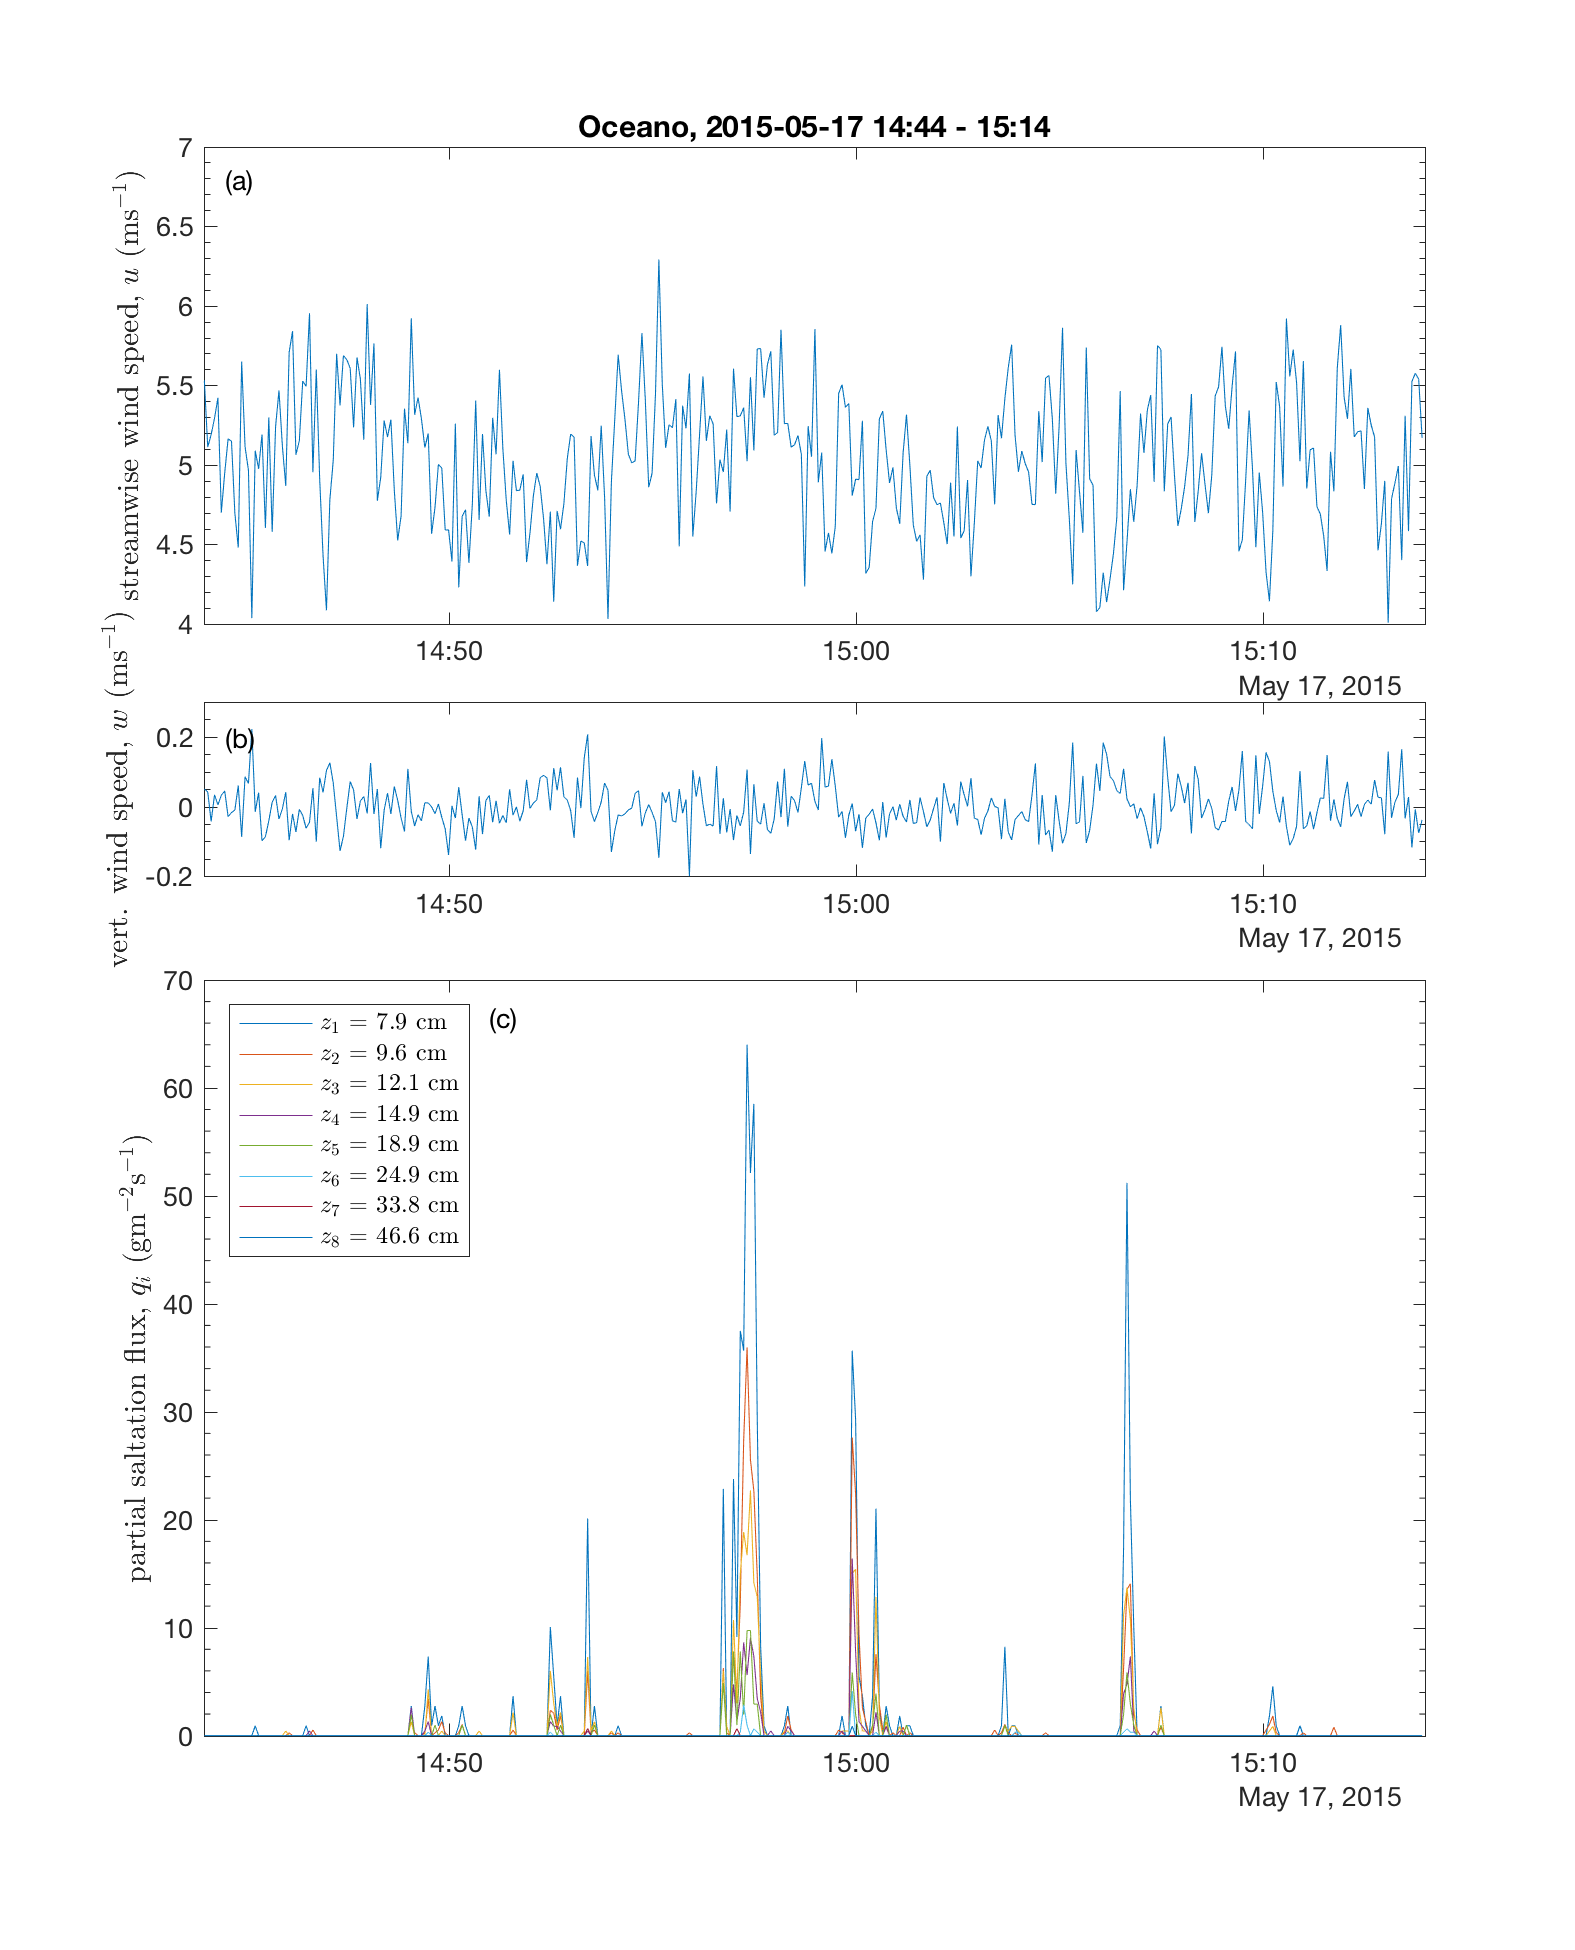 Oceano, 2015-05-17 14:44 - 15:14
streamwise wind speed, u (ms⁻¹)
(a)
7
6.5
6
5.5
5
4.5
4
14:50 15:00 15:10
May 17, 2015
vert. wind speed, w (ms⁻¹)
(b)
0.2
0
-0.2
14:50 15:00 15:10
May 17, 2015
partial saltation flux, qᵢ (gm⁻²s⁻¹)
(c)
70
60
50
40
30
20
10
0
z₁ = 7.9 cm
z₂ = 9.6 cm
z₃ = 12.1 cm
z₄ = 14.9 cm
z₅ = 18.9 cm
z₆ = 24.9 cm
z₇ = 33.8 cm
z₈ = 46.6 cm
14:50 15:00 15:10
May 17, 2015